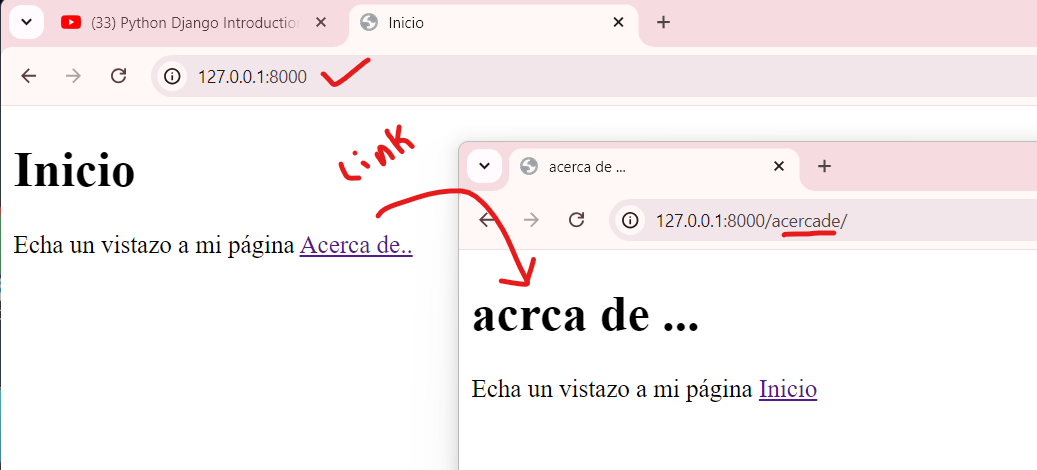 (33) Python Django Introduction
Inicio
127.0.0.1:8000
Inicio
Link
Echa un vistazo a mi página Acerca de..
acerca de ...
127.0.0.1:8000/acercade/
acrca de ...
Echa un vistazo a mi página Inicio